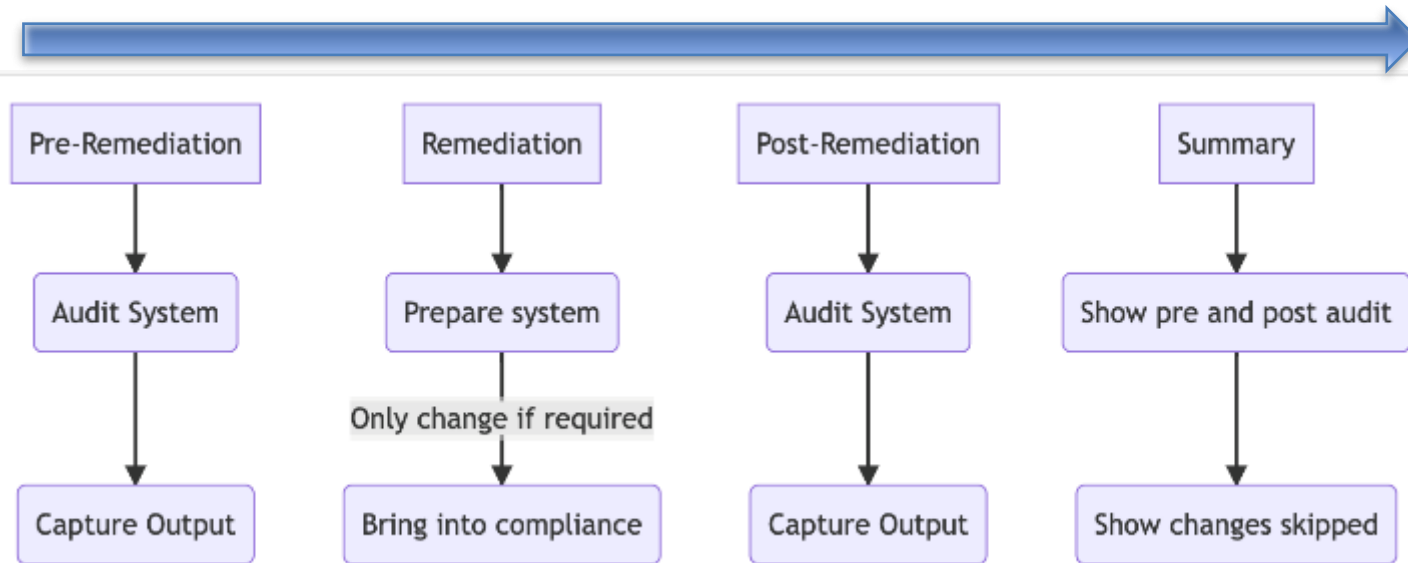 Pre-Remediation
Remediation
Post-Remediation
Summary
Audit System
Prepare system
Audit System
Show pre and post audit
Only change if required
Capture Output
Bring into compliance
Capture Output
Show changes skipped